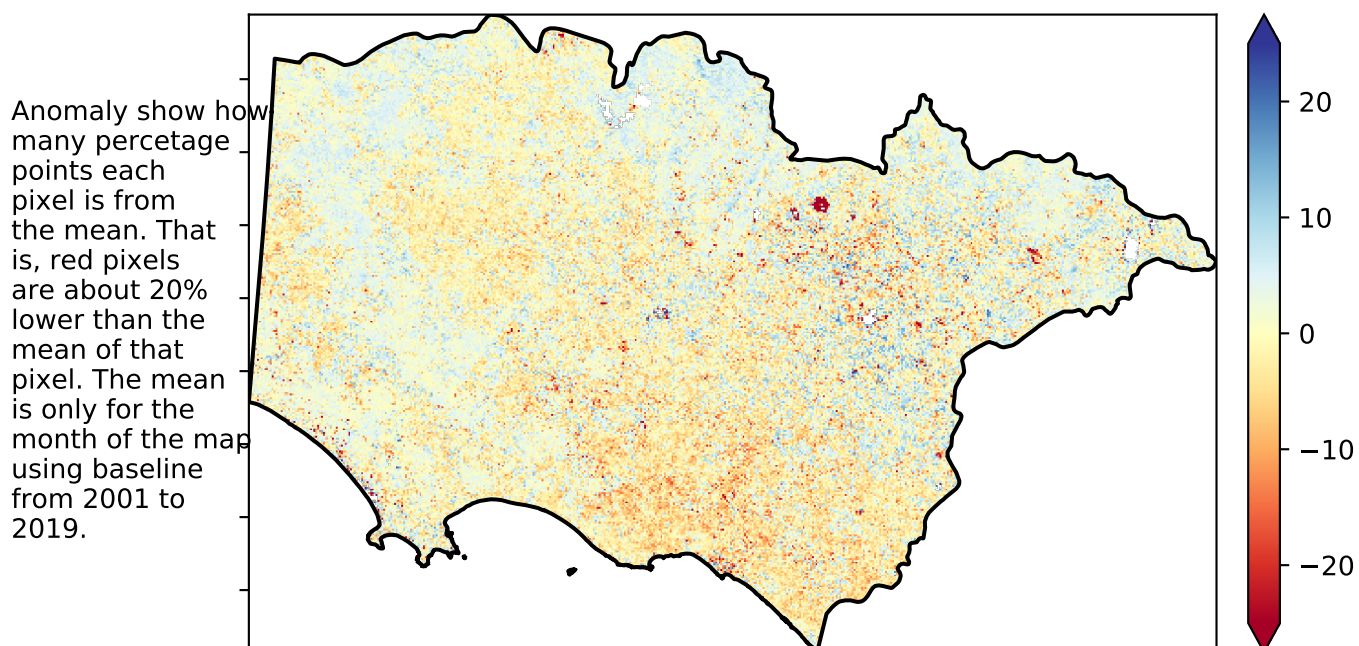 Anomaly show how
many percetage
points each
pixel is from
the mean. That
is, red pixels
are about 20%
lower than the
mean of that
pixel. The mean
is only for the
month of the map
using baseline
from 2001 to
2019.
20
10
0
−10
−20